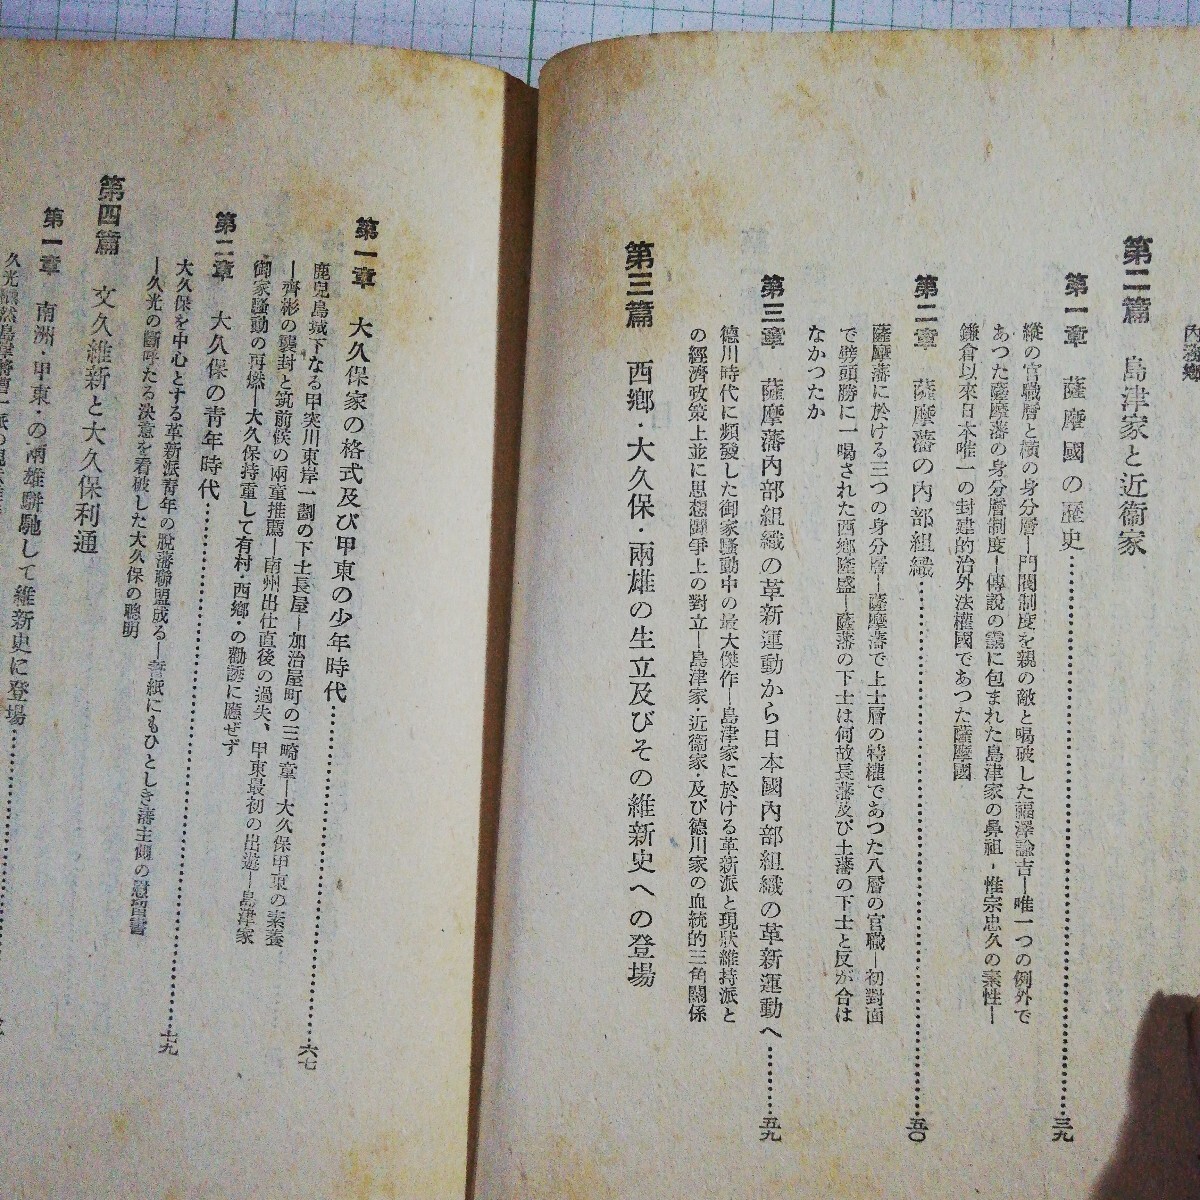 內務卿
第二篇　島津家と近衞家
第一章　薩摩國の歷史…………三九
縱の官職層と橫の身分層―門閥制度を親の敵と喝破した福澤諭吉―唯一つの例外で
あつた薩摩藩の身分層制度―傳說の靄に包まれた島津家の鼻祖・惟宗忠久の素性―
鎌倉以來日本唯一の封建的治外法權國であつた薩摩國
第二章　薩摩藩の內部組織…………五〇
薩摩藩に於ける三つの身分層―薩摩藩で上士層の特權であつた八層の官職―初對面
で劈頭勝に一喝された西鄕隆盛―薩藩の下士は何故長藩及び土藩の下士と反が合は
なかつたか
第三章　薩摩藩內部組織の革新運動から日本國內部組織の革新運動へ…………五九
德川時代に頻發した御家騷動中の最大傑作―島津家に於ける革新派と現狀維持派と
の經濟政策上並に思想鬪爭上の對立―島津家・近衞家・及び德川家の血統的三角關係
第三篇　西鄕・大久保・兩雄の生立及びその維新史への登場
第一章　大久保家の格式及び甲東の少年時代…………六七
鹿兒島城下なる甲突川東岸一劃の下士長屋―加治屋町の三畸童―大久保甲東の素養
―齊彬の襲封と筑前候の兩童推薦―南州出仕直後の過失、甲東最初の出遊―島津家
御家騷動の再燃―大久保持重して有村・西鄕・の勸誘に應ぜず
第二章　大久保の靑年時代…………七九
大久保を中心とする革新派靑年の脫藩聯盟成る―誓紙にもひとしき藩主側の慰留書
―久光の斷乎たる決意を看破した大久保の聰明
第四篇　文久維新と大久保利通
第一章　南洲・甲東・の兩雄騈馳して維新史に登場…………